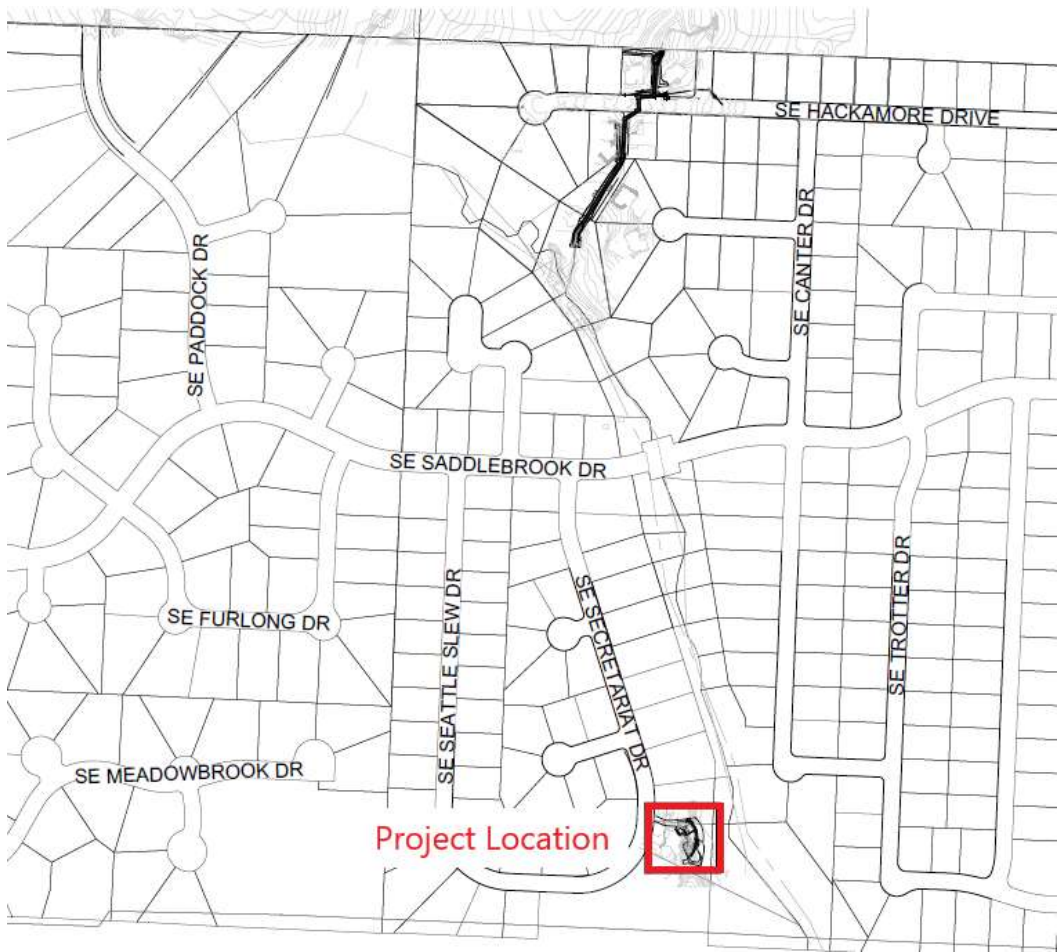 SE HACKAMORE DRIVE
SE CANTER DR
SE PADDOCK DR
SE SADDLEBROOK DR
SE FURLONG DR
SE SEATTLE SLEW DR
SE SECRETARIAT DR
SE TROTTER DR
SE MEADOWBROOK DR
Project Location